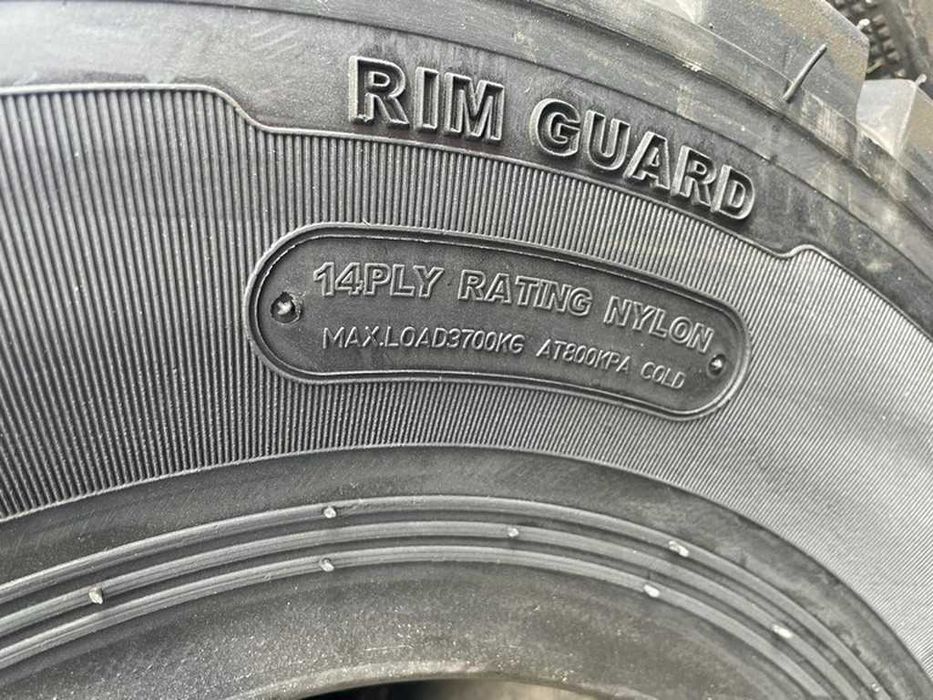 RIM GUARD
14PLY RATING NYLON
MAX.LOAD3700KG AT800KPA COLD